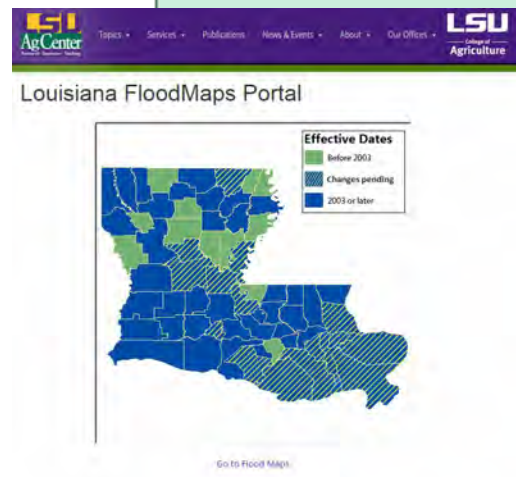 LSU
AgCenter
Topics Services Publications News & Events About Our Offices
LSU
College of
Agriculture
Louisiana FloodMaps Portal
Effective Dates
Before 2003
Changes pending
2003 or later
Go to Flood Maps